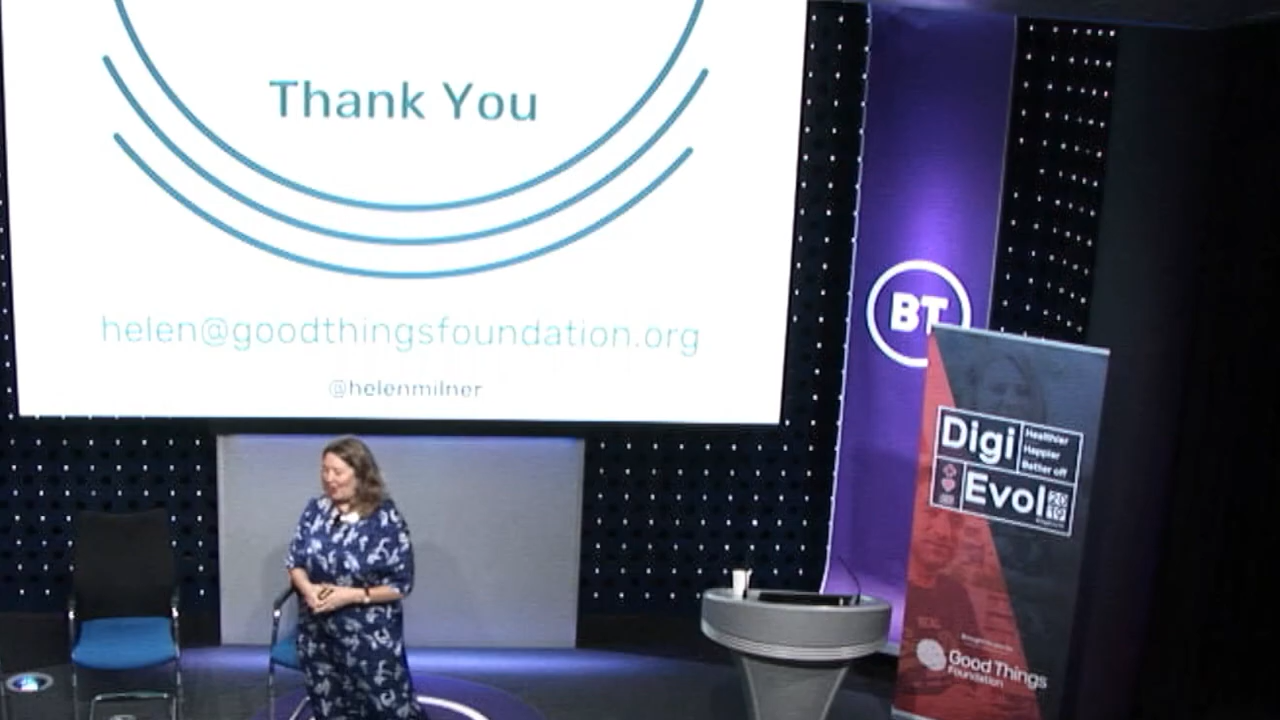 Thank You
helen@goodthingsfoundation.org
@helenmilner
BT
Digi
Healthier
Happier
Better off
Evol
2019
Good Things
Foundation